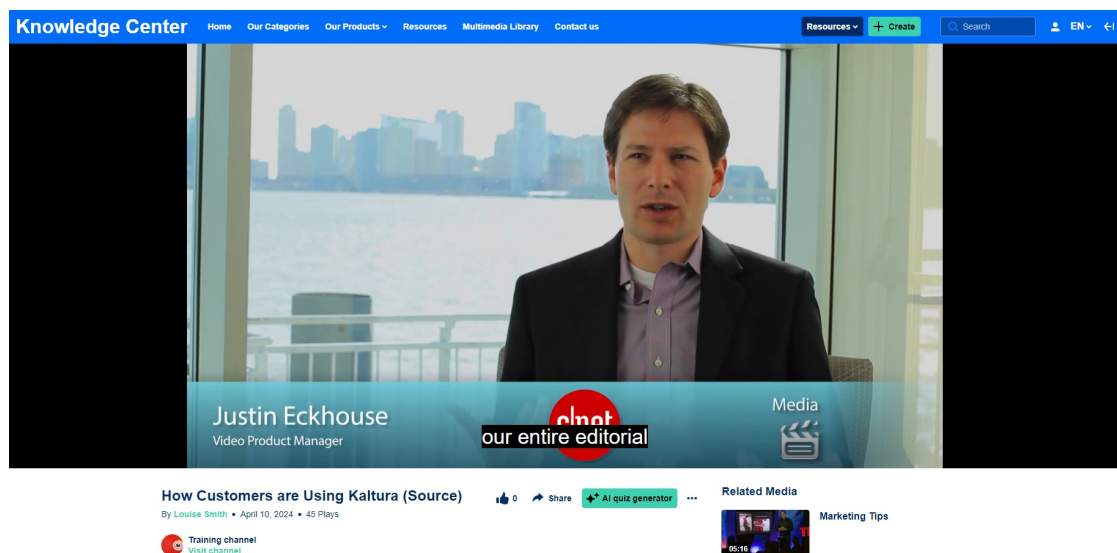 Knowledge Center
Home Our Categories Our Products Resources Multimedia Library Contact us
Resources + Create Search EN
Justin Eckhouse
Video Product Manager
c|net
Media
our entire editorial
How Customers are Using Kaltura (Source)
By Louise Smith • April 10, 2024 • 45 Plays
0 Share AI quiz generator ...
Training channel
Visit channel
Related Media
05:16
Marketing Tips